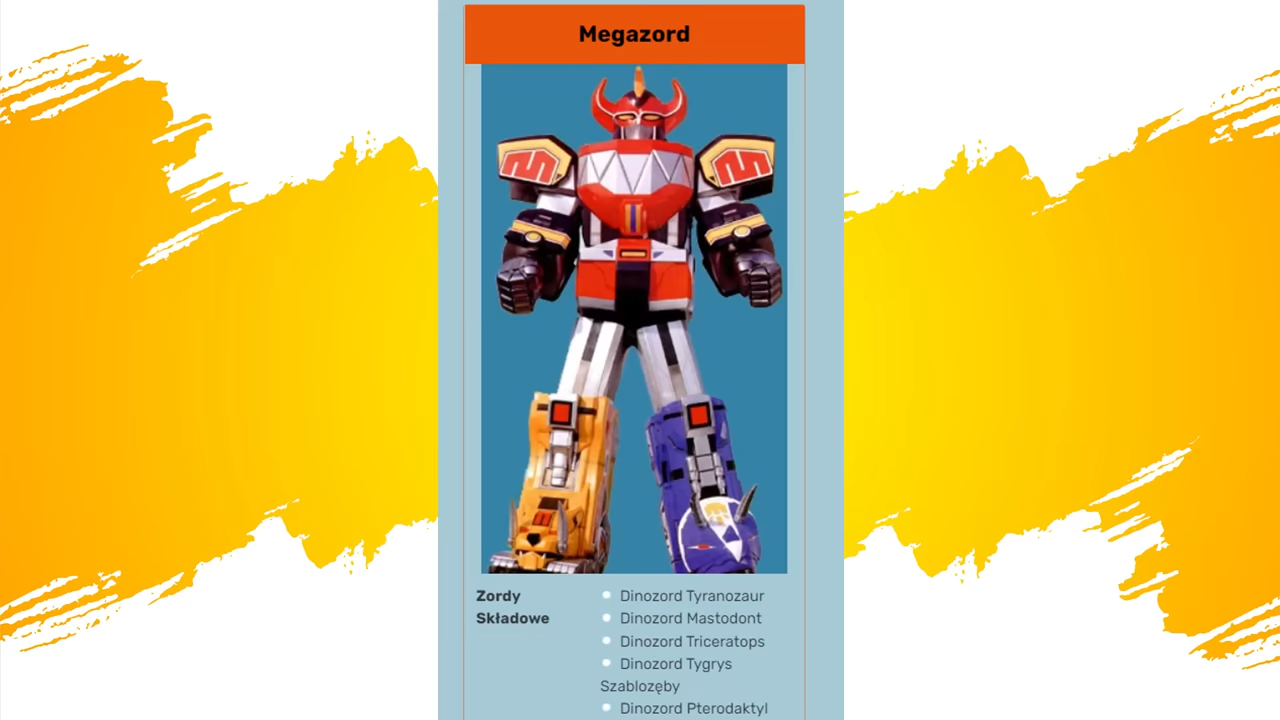 Megazord
Zordy
Składowe
Dinozord Tyranozaur
Dinozord Mastodont
Dinozord Triceratops
Dinozord Tygrys
Szablozęby
Dinozord Pterodaktyl